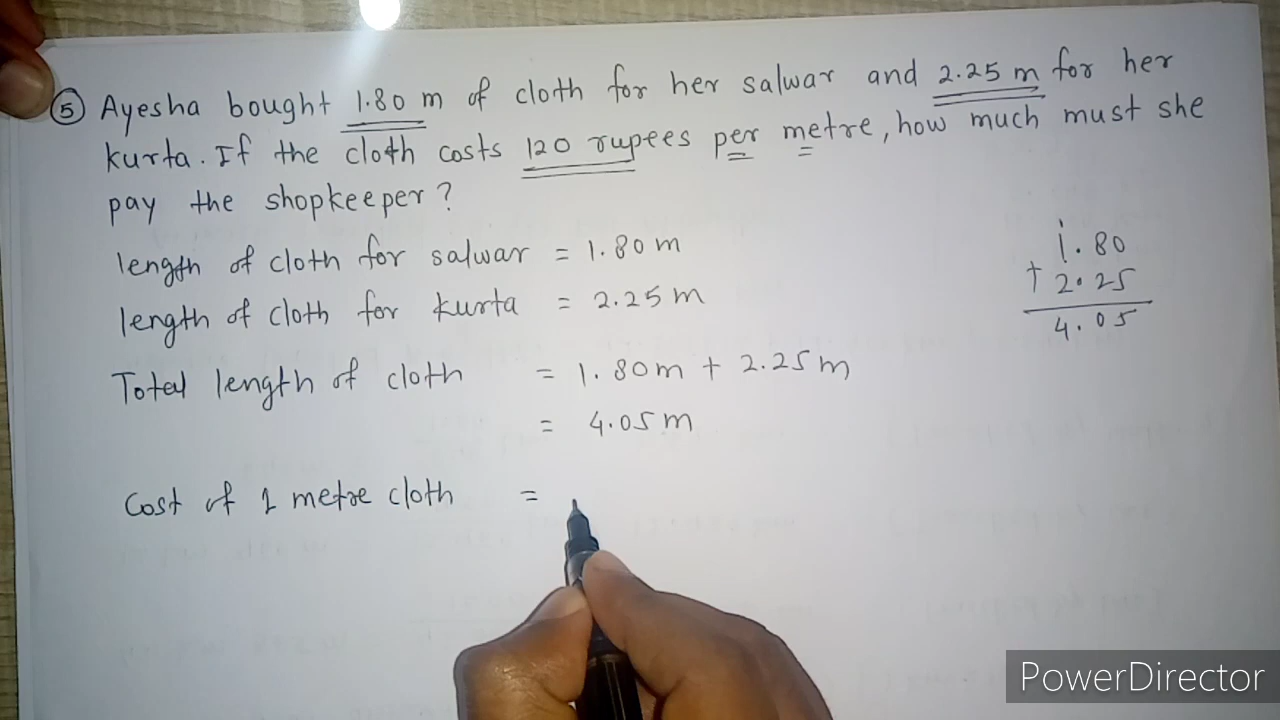 5 Ayesha bought 1.80 m of cloth for her salwar and 2.25 m for her
kurta. If the cloth costs 120 rupees per metre, how much must she
pay the shopkeeper?
length of cloth for salwar = 1.80 m
length of cloth for kurta = 2.25 m
Total length of cloth = 1.80m + 2.25m
= 4.05 m
Cost of 1 metre cloth =
1
1.80
+ 2.25
4.05
PowerDirector